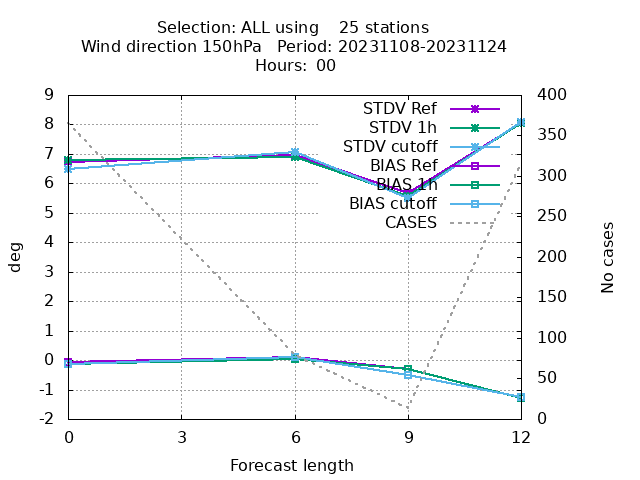 Selection: ALL using    25 stations
Wind direction 150hPa   Period: 20231108-20231124
Hours:  00
STDV Ref
STDV 1h
STDV cutoff
BIAS Ref
BIAS 1h
BIAS cutoff
CASES
9
8
7
6
5
4
3
2
1
0
-1
-2
400
350
300
250
200
150
100
50
0
deg
No cases
0 3 6 9 12
Forecast length